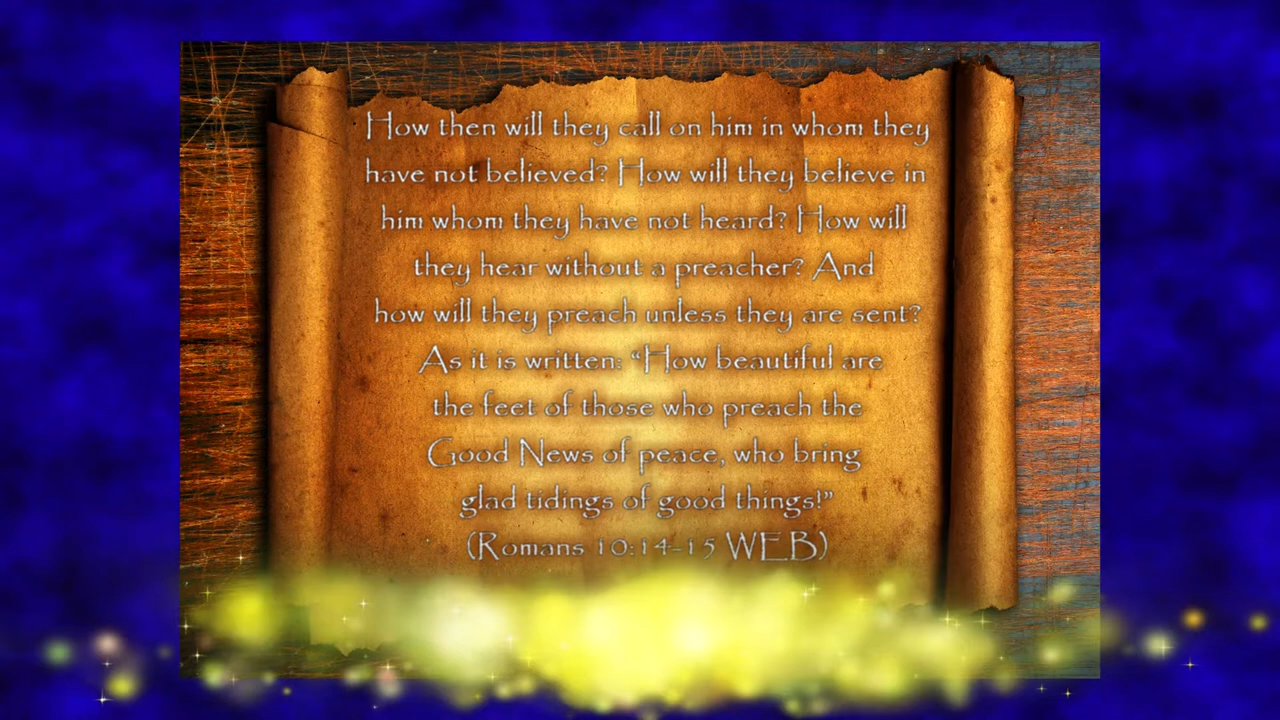 How then will they call on him in whom they
have not believed? How will they believe in
him whom they have not heard? How will
they hear without a preacher? And
how will they preach unless they are sent?
As it is written: “How beautiful are
the feet of those who preach the
Good News of peace, who bring
glad tidings of good things!”
(Romans 10:14-15 WEB)